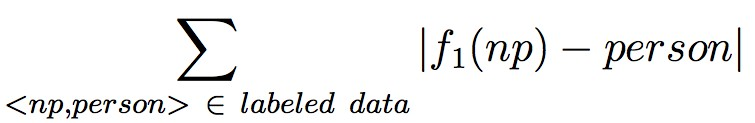 ∑ |f₁(np) − person|
<np,person> ∈ labeled data